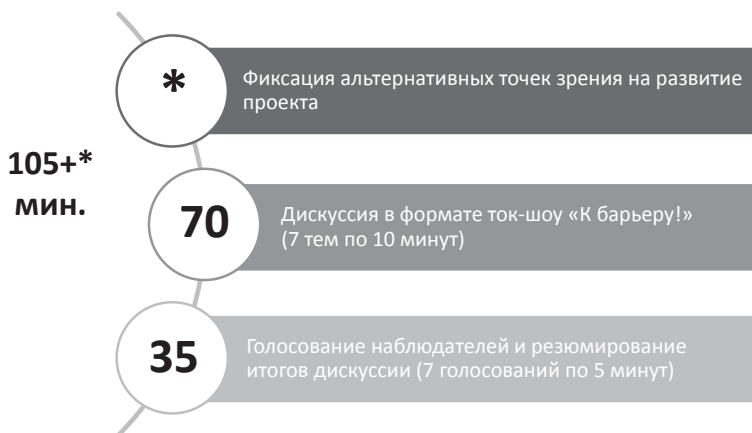 *
Фиксация альтернативных точек зрения на развитие
проекта
105+*
мин.
70
Дискуссия в формате ток-шоу «К барьеру!»
(7 тем по 10 минут)
35
Голосование наблюдателей и резюмирование
итогов дискуссии (7 голосований по 5 минут)